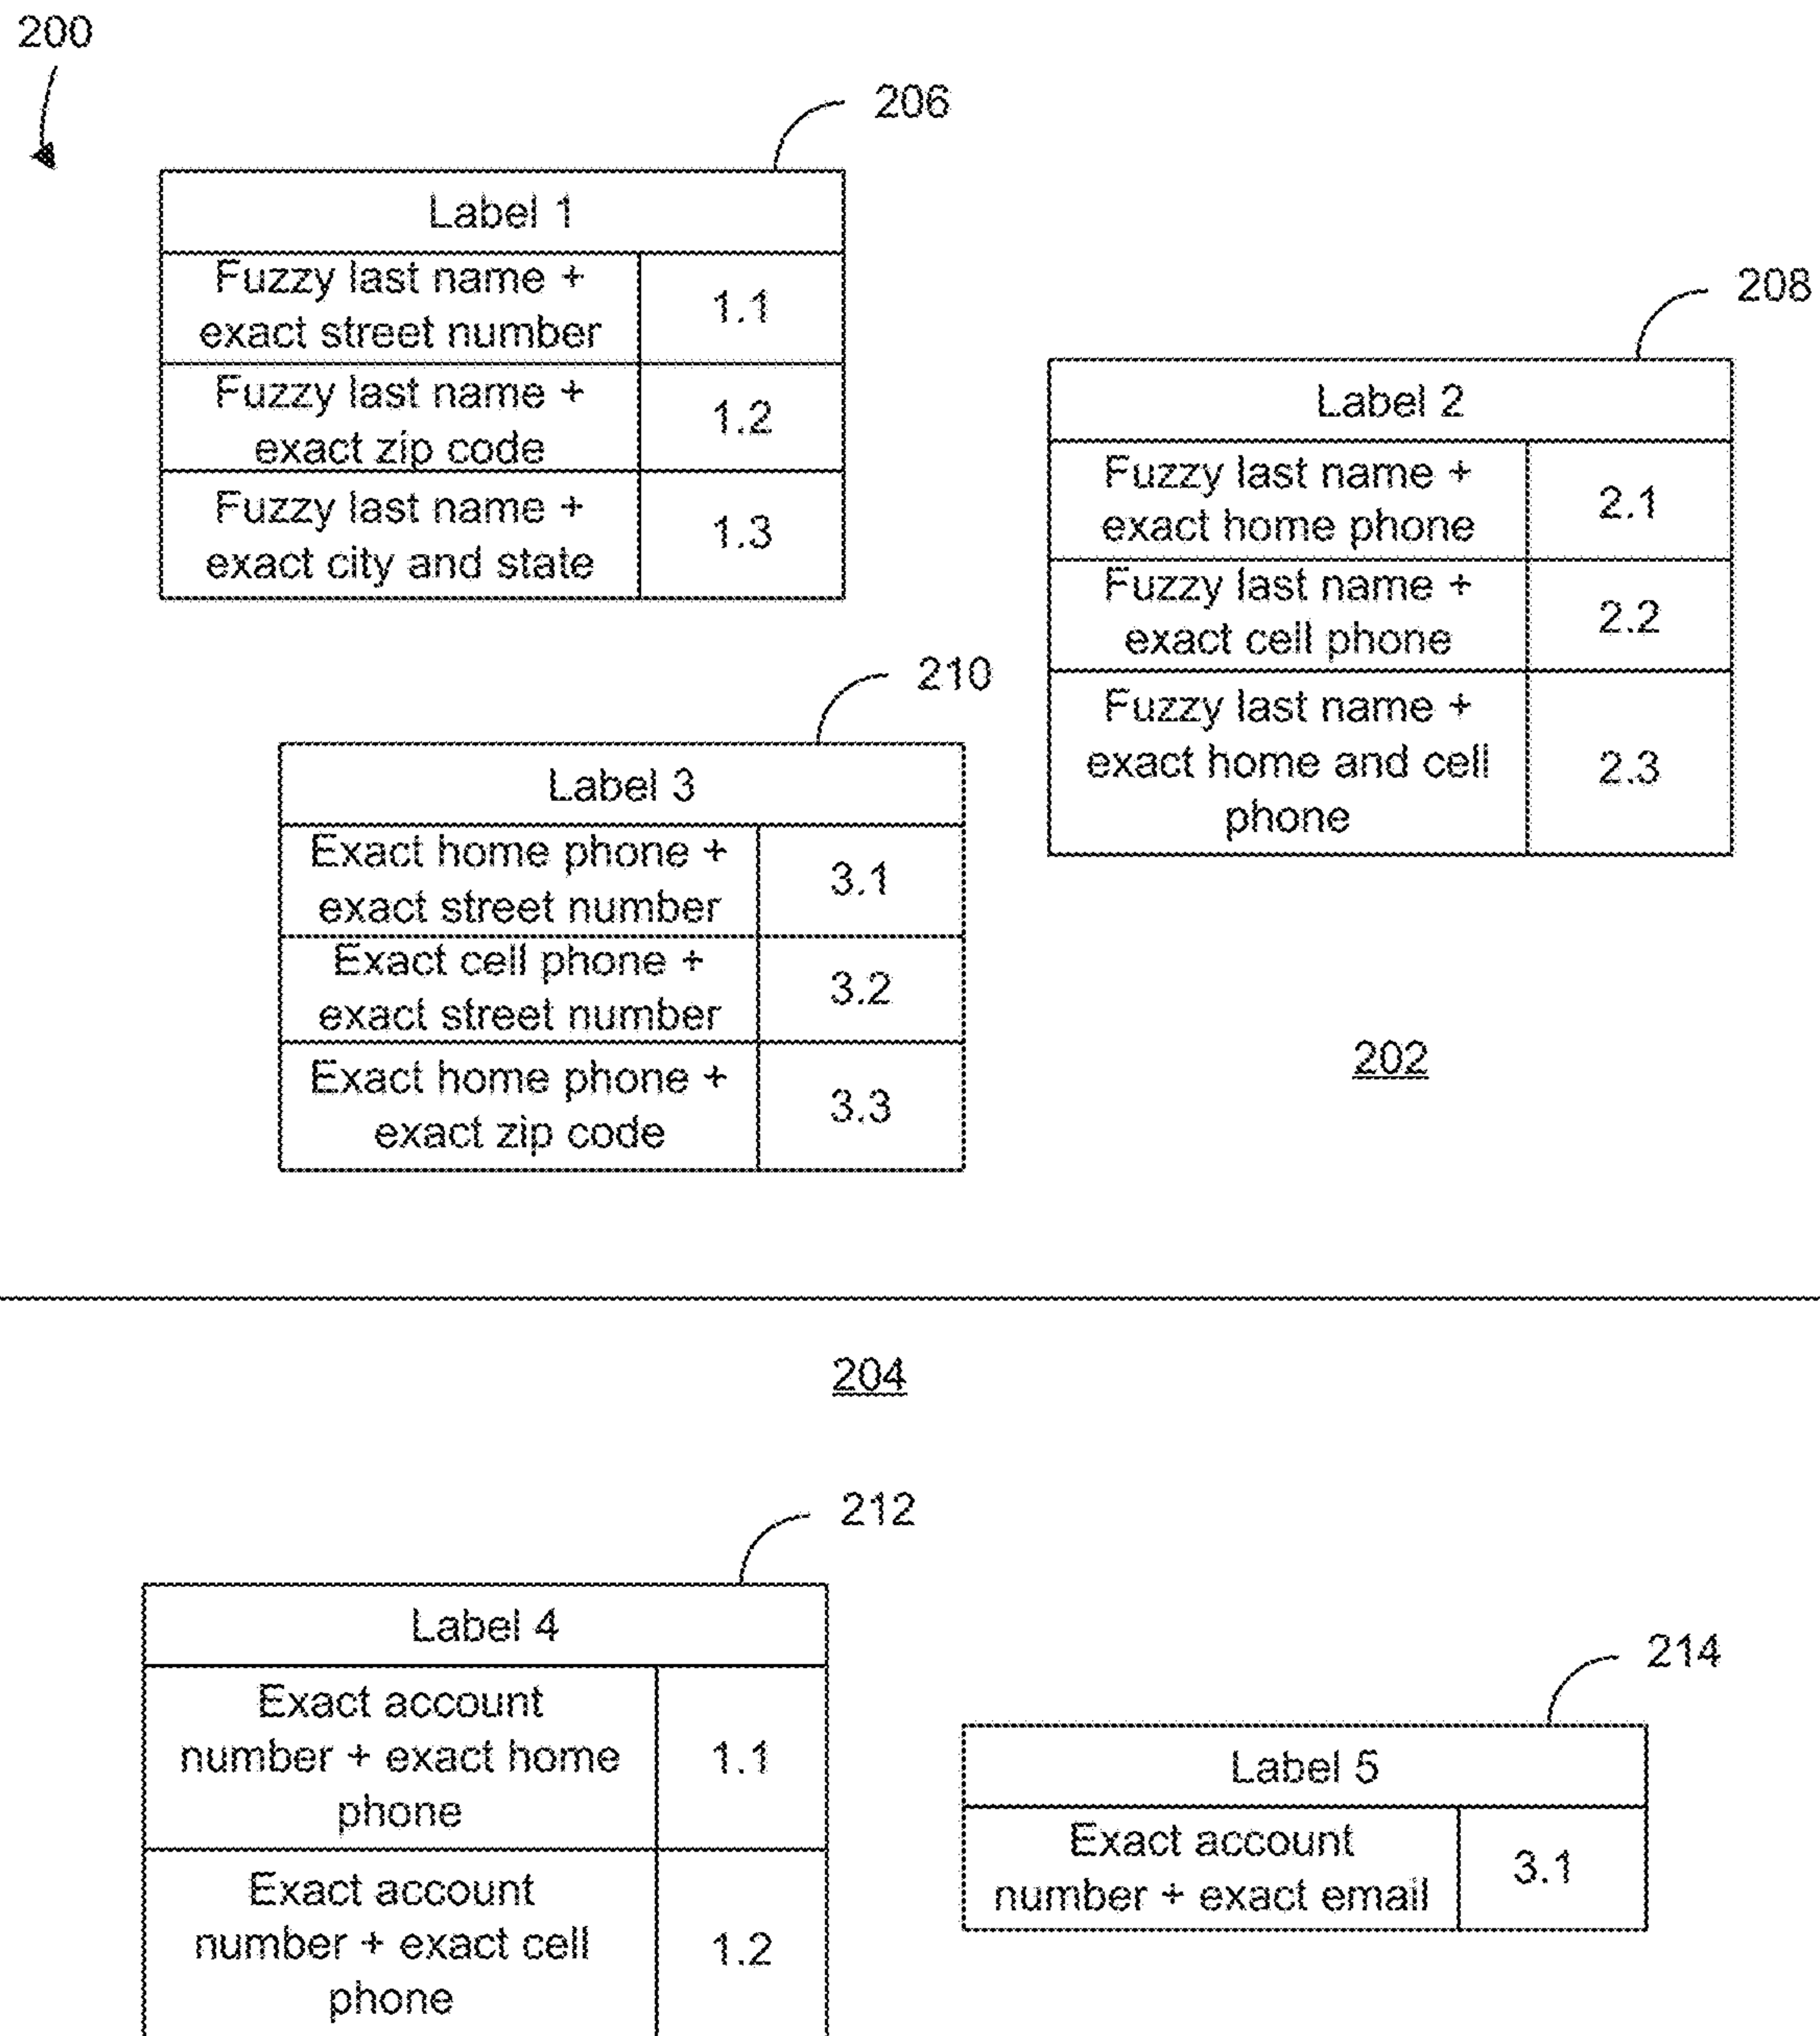 200
206
Label 1
Fuzzy last name +
exact street number
1.1
Fuzzy last name +
exact zip code
1.2
Fuzzy last name +
exact city and state
1.3
208
Label 2
Fuzzy last name +
exact home phone
2.1
Fuzzy last name +
exact cell phone
2.2
Fuzzy last name +
exact home and cell
phone
2.3
210
Label 3
Exact home phone +
exact street number
3.1
Exact cell phone +
exact street number
3.2
Exact home phone +
exact zip code
3.3
202
204
212
Label 4
Exact account
number + exact home
phone
1.1
Exact account
number + exact cell
phone
1.2
214
Label 5
Exact account
number + exact email
3.1